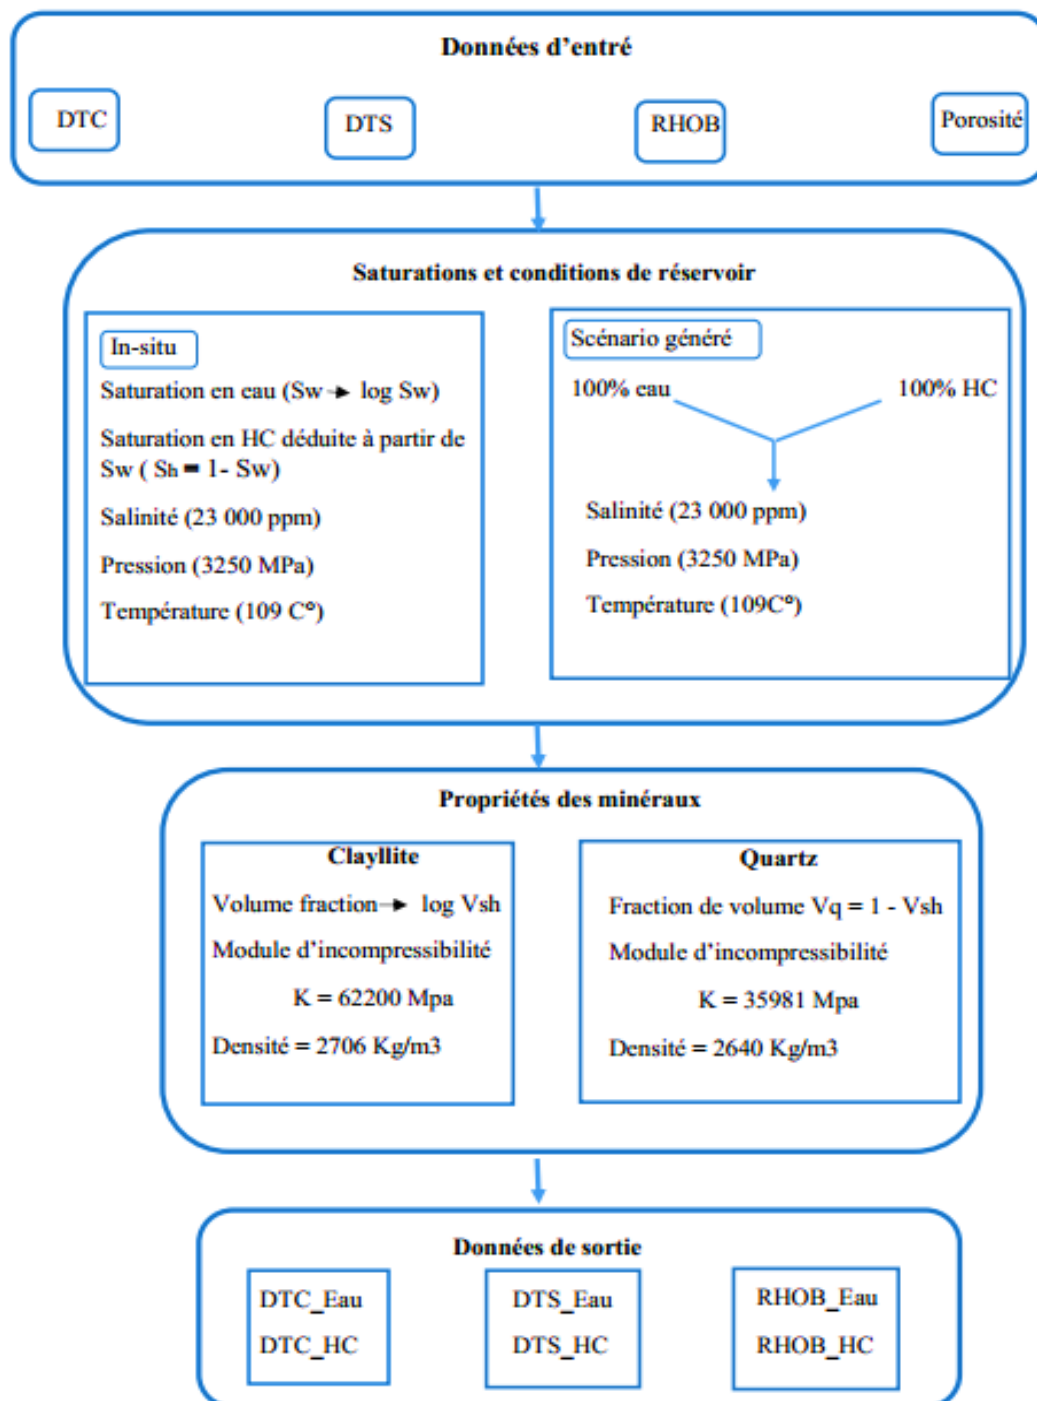 Données d'entré
DTC
DTS
RHOB
Porosité
Saturations et conditions de réservoir
In-situ
Saturation en eau (Sw → log Sw)
Saturation en HC déduite à partir de
Sw ( Sh = 1- Sw)
Salinité (23 000 ppm)
Pression (3250 MPa)
Température (109 C°)
Scénario généré
100% eau
100% HC
Salinité (23 000 ppm)
Pression (3250 MPa)
Température (109C°)
Propriétés des minéraux
Clayllite
Volume fraction→ log Vsh
Module d'incompressibilité
K = 62200 Mpa
Densité = 2706 Kg/m3
Quartz
Fraction de volume Vq = 1 - Vsh
Module d'incompressibilité
K = 35981 Mpa
Densité = 2640 Kg/m3
Données de sortie
DTC_Eau
DTC_HC
DTS_Eau
DTS_HC
RHOB_Eau
RHOB_HC